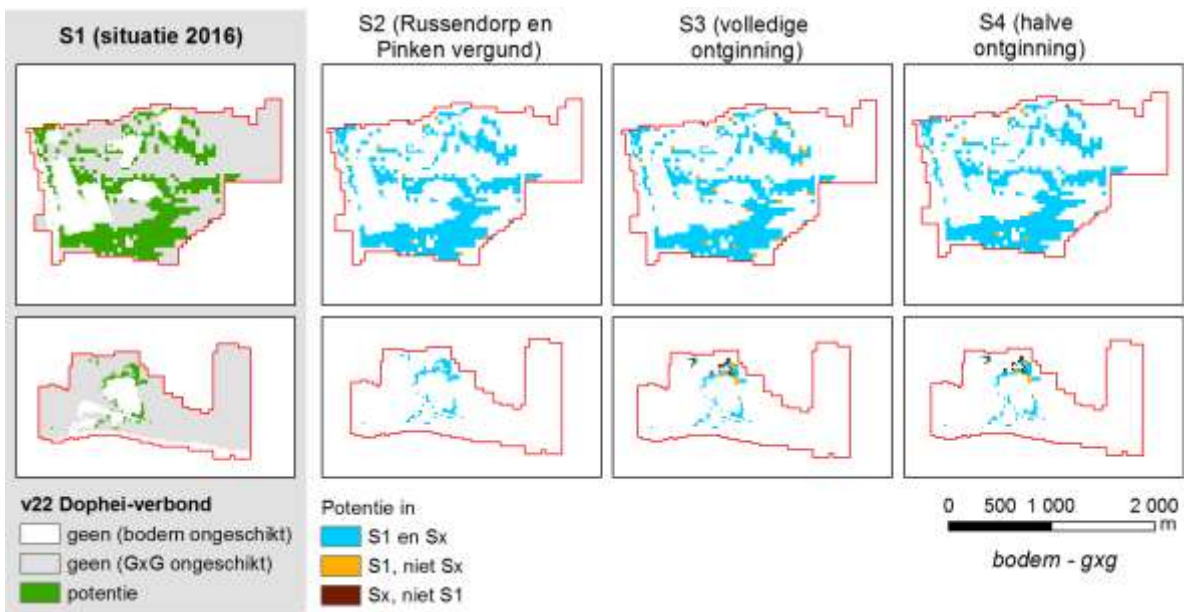 S1 (situatie 2016)
S2 (Russendorp en
Pinken vergund)
S3 (volledige
ontginning)
S4 (halve
ontginning)
v22 Dophei-verbond
geen (bodem ongeschikt)
geen (GxG ongeschikt)
potentie
Potentie in
S1 en Sx
S1, niet Sx
Sx, niet S1
0 500 1 000 2 000
m
bodem - gxg